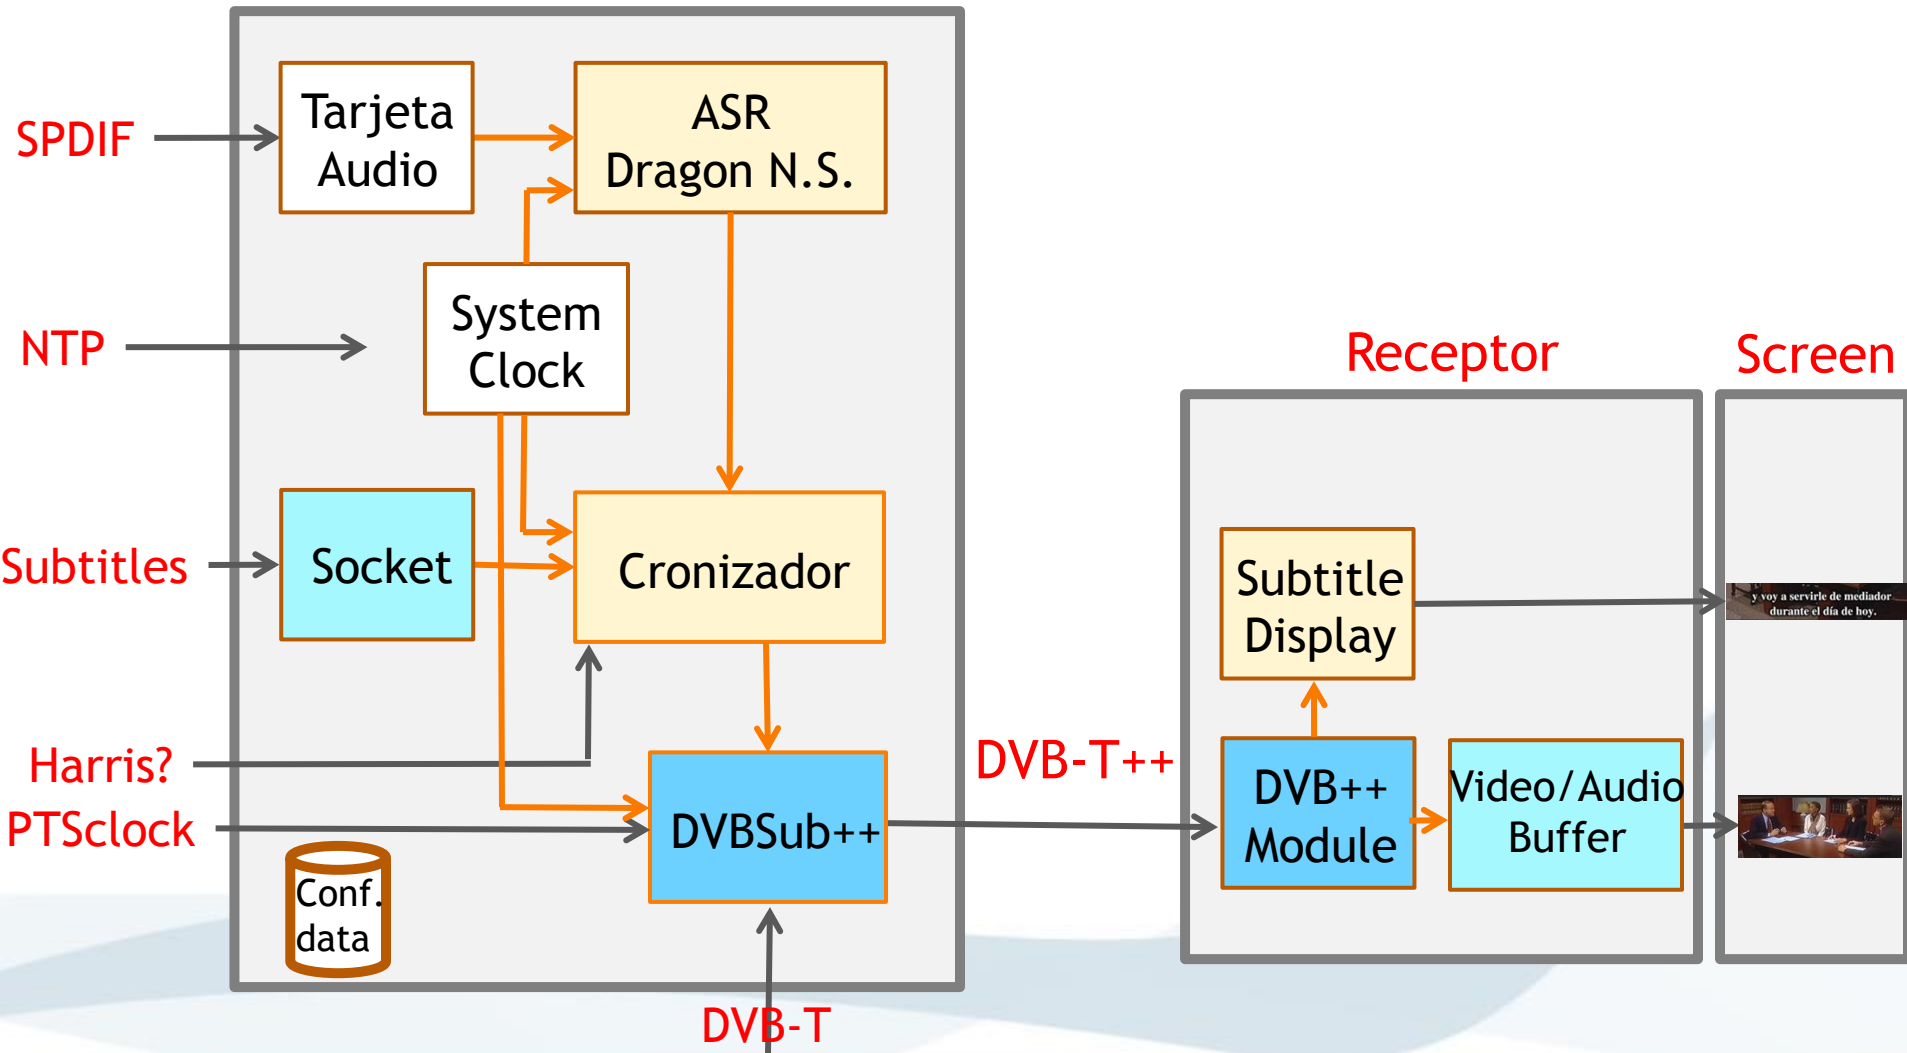 SPDIF
Tarjeta
Audio
ASR
Dragon N.S.
NTP
System
Clock
Subtitles
Socket
Cronizador
Harris?
PTSclock
DVBSub++
Conf.
data
DVB-T
DVB-T++
Receptor
Screen
Subtitle
Display
y voy a servirle de mediador
durante el día de hoy.
DVB++
Module
Video/Audio
Buffer